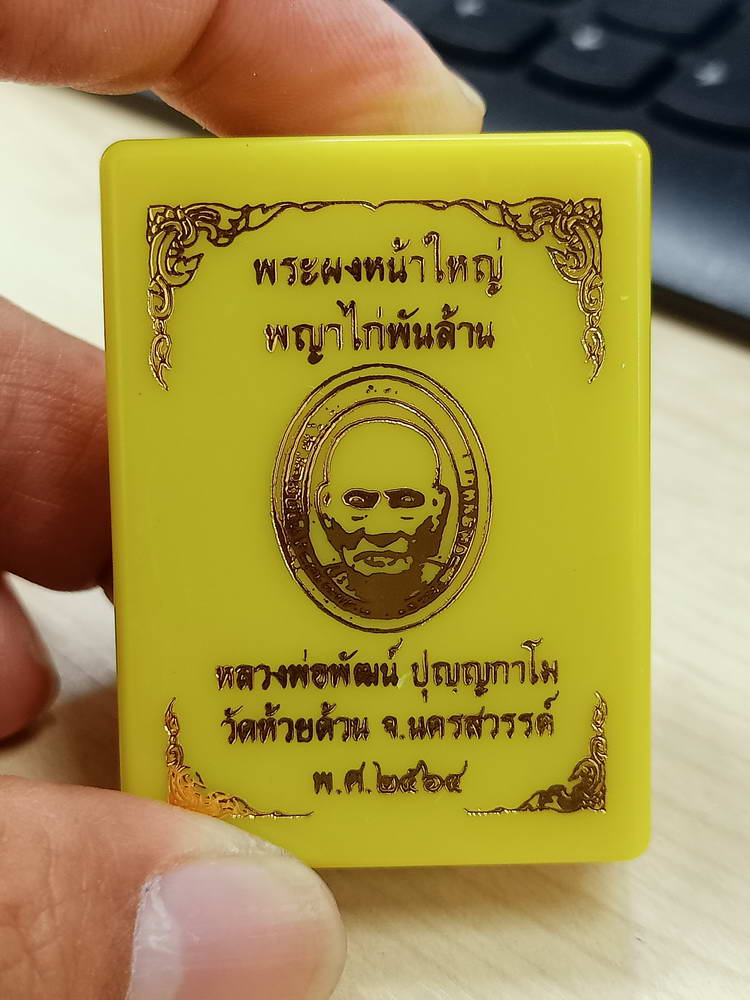 พระผงหน้าใหญ่
พญาไก่พันล้าน
หลวงพ่อพัฒน์ ปุญฺญกาโม
วัดห้วยด้วน จ.นครสวรรค์
พ.ศ.๒๕๖๔